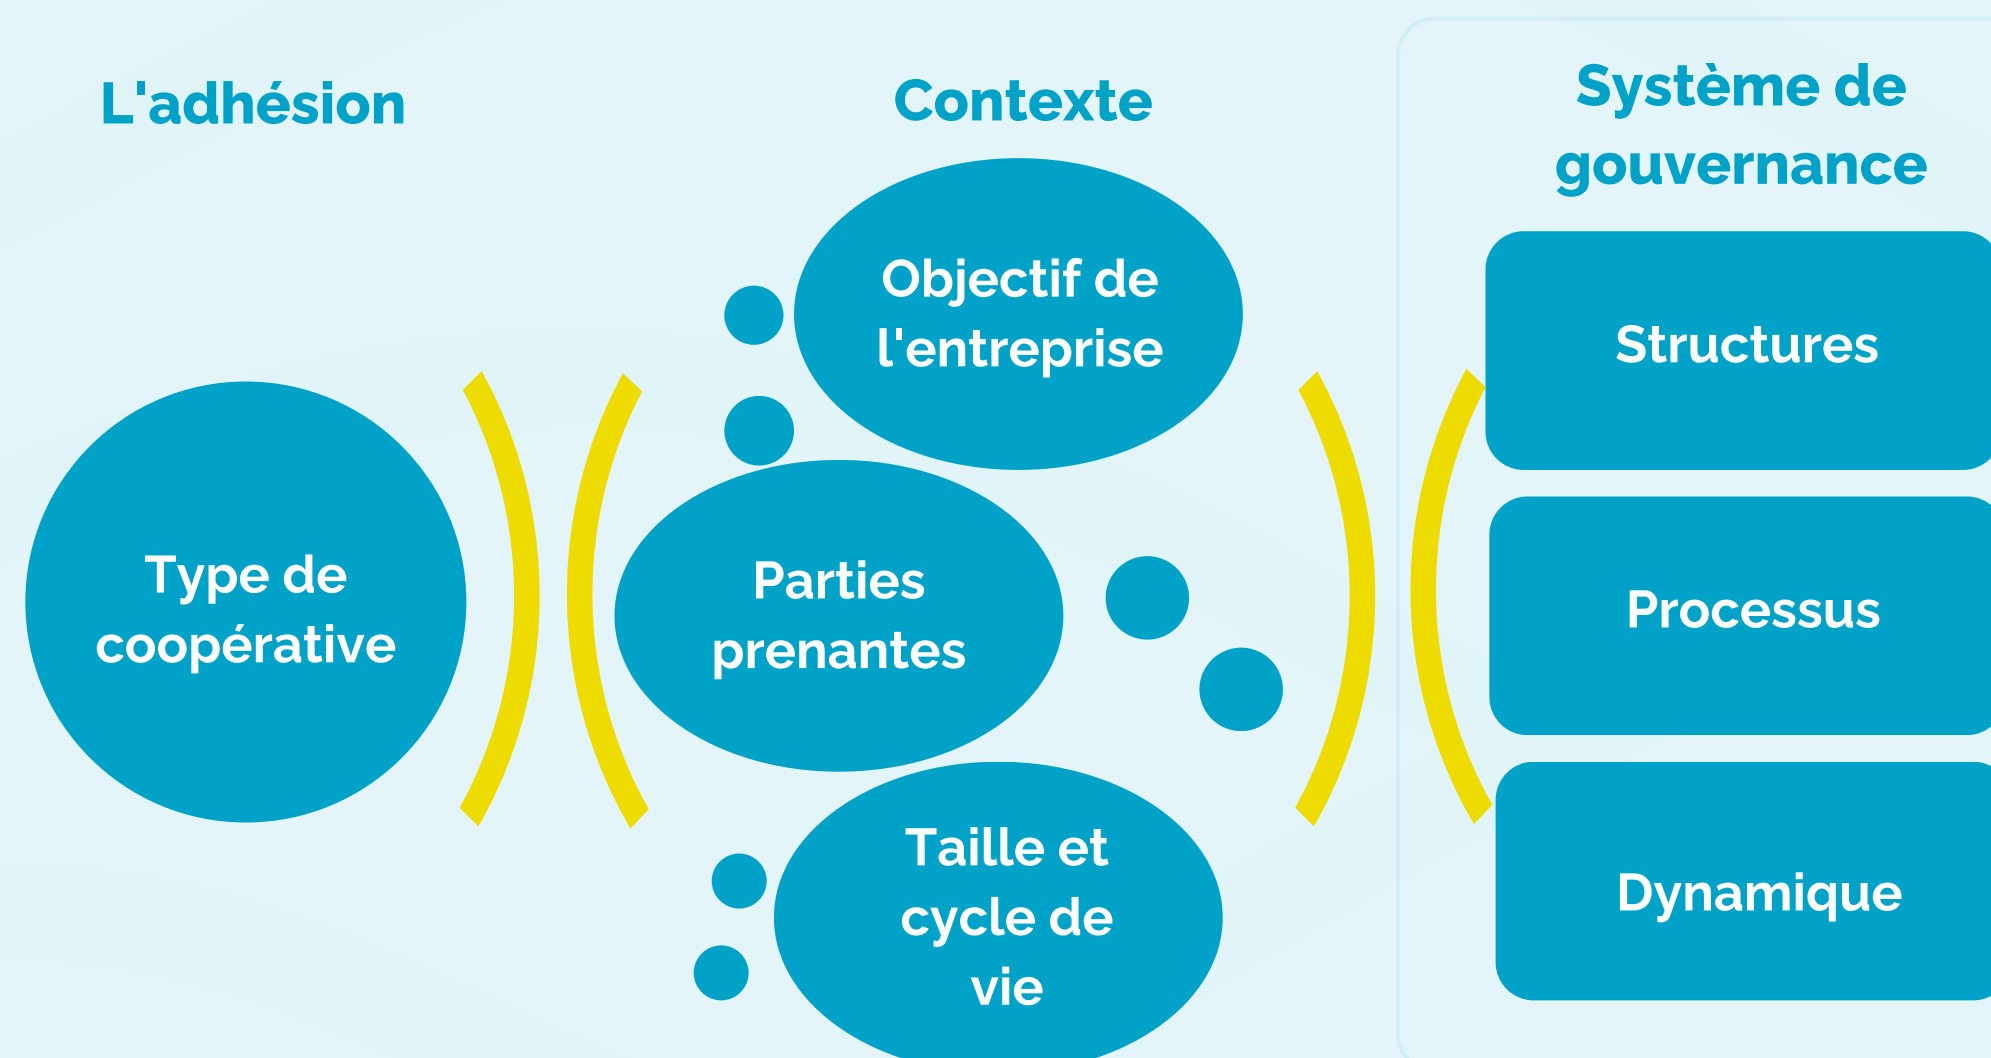 L'adhésion
Type de
coopérative
Contexte
Objectif de
l'entreprise
Parties
prenantes
Taille et
cycle de
vie
Système de
gouvernance
Structures
Processus
Dynamique